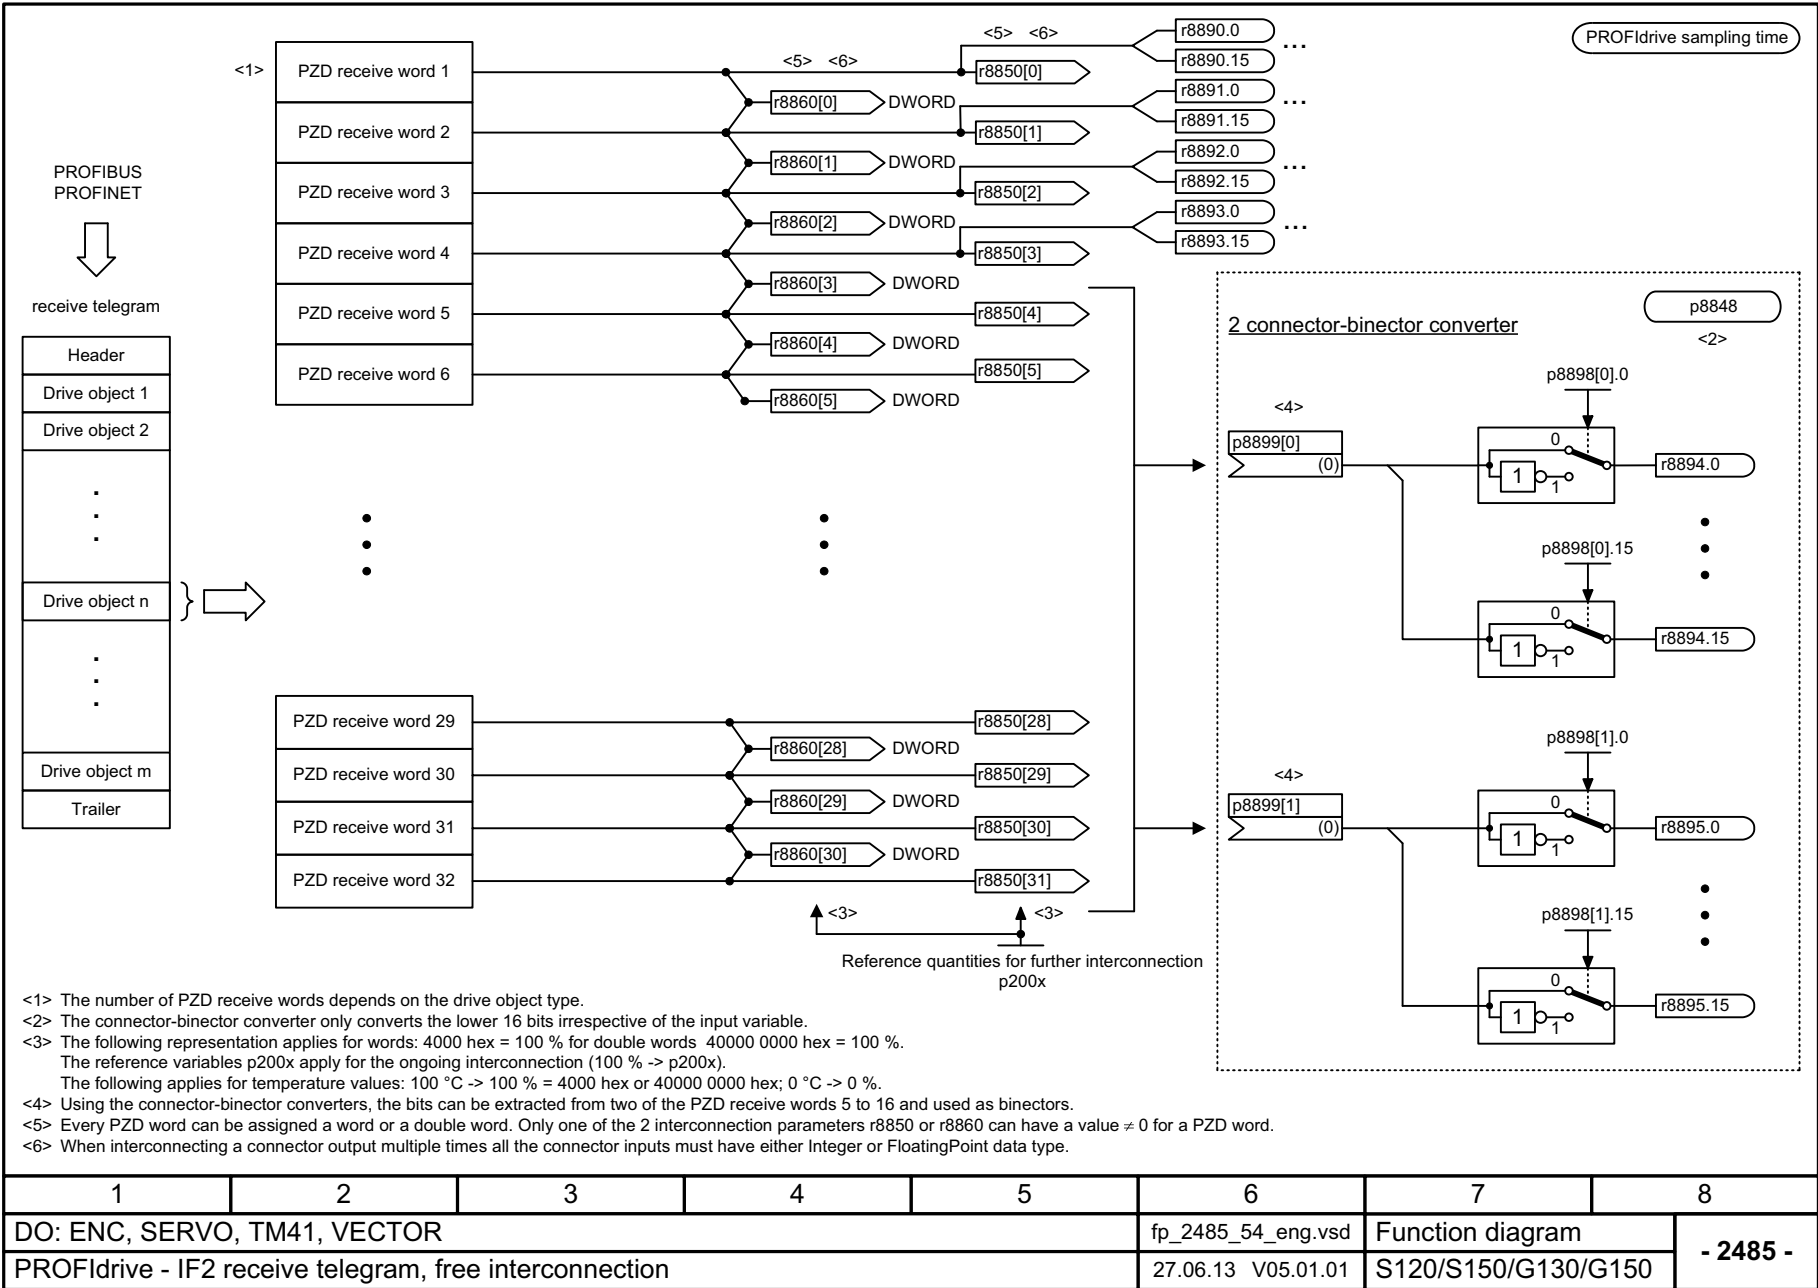 PROFIdrive sampling time
<1>
PZD receive word 1
PZD receive word 2
PZD receive word 3
PZD receive word 4
PZD receive word 5
PZD receive word 6
<5> <6>
<5> <6>
r8860[0] DWORD
r8860[1] DWORD
r8860[2] DWORD
r8860[3] DWORD
r8860[4] DWORD
r8860[5] DWORD
r8850[0]
r8850[1]
r8850[2]
r8850[3]
r8850[4]
r8850[5]
r8890.0
...
r8890.15
r8891.0
...
r8891.15
r8892.0
...
r8892.15
r8893.0
...
r8893.15
PROFIBUS
PROFINET
receive telegram
Header
Drive object 1
Drive object 2
.
.
.
Drive object n
}
.
.
.
Drive object m
Trailer
PZD receive word 29
PZD receive word 30
PZD receive word 31
PZD receive word 32
r8860[28] DWORD
r8860[29] DWORD
r8860[30] DWORD
r8850[28]
r8850[29]
r8850[30]
r8850[31]
<3>
<3>
Reference quantities for further interconnection
p200x
2 connector-binector converter
p8848
<2>
<4>
p8899[0]
(0)
p8898[0].0
0
1
1
r8894.0
p8898[0].15
0
1
1
r8894.15
<4>
p8899[1]
(0)
p8898[1].0
0
1
1
r8895.0
p8898[1].15
0
1
1
r8895.15
<1> The number of PZD receive words depends on the drive object type.
<2> The connector-binector converter only converts the lower 16 bits irrespective of the input variable.
<3> The following representation applies for words: 4000 hex = 100 % for double words 40000 0000 hex = 100 %.
The reference variables p200x apply for the ongoing interconnection (100 % -> p200x).
The following applies for temperature values: 100 °C -> 100 % = 4000 hex or 40000 0000 hex; 0 °C -> 0 %.
<4> Using the connector-binector converters, the bits can be extracted from two of the PZD receive words 5 to 16 and used as binectors.
<5> Every PZD word can be assigned a word or a double word. Only one of the 2 interconnection parameters r8850 or r8860 can have a value ≠ 0 for a PZD word.
<6> When interconnecting a connector output multiple times all the connector inputs must have either Integer or FloatingPoint data type.
1 2 3 4 5 6 7 8
DO: ENC, SERVO, TM41, VECTOR
fp_2485_54_eng.vsd
Function diagram
- 2485 -
PROFIdrive - IF2 receive telegram, free interconnection
27.06.13 V05.01.01
S120/S150/G130/G150